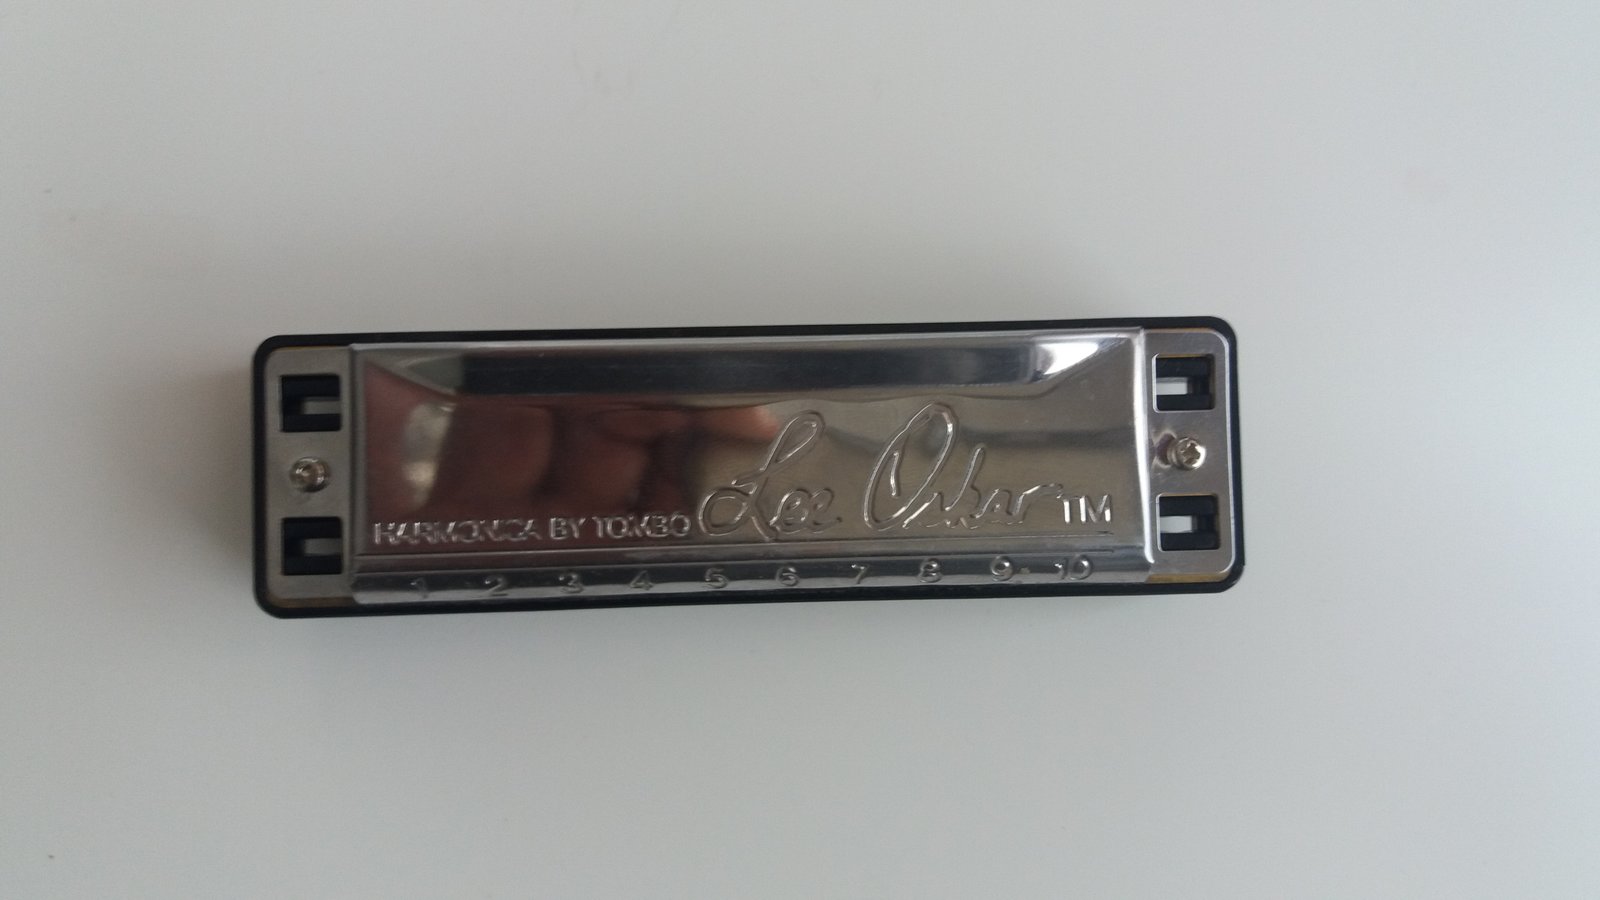 HARMONICA BY TOMBO Lee Oskar TM
1 2 3 4 5 6 7 8 9 10